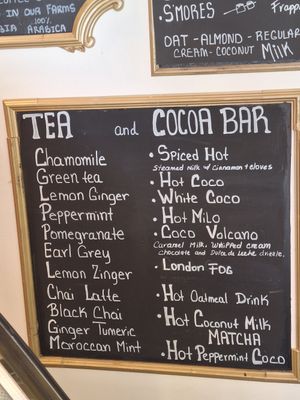 TEA
IN OUR FARMS
ARABICA
S'MORES
OAT - ALMOND - REGULAR
CREAM - COCONUT MILK
TEA and COCOA BAR
Chamomile
Green tea
Lemon Ginger
Peppermint
Pomegranate
Earl Grey
Lemon Zinger
Chai Latte
Black Chai
Ginger Tumeric
Maroccan Mint
• Spiced Hot
Steamed Milk & Cinnamon + cloves
• Hot Coco
• White Coco
• Hot Milo
• Coco Volcano
Caramel Milk, Whipped cream
chocolate and Dolce de leche drizzle.
• London FOG
• Hot Oatmeal Drink
• Hot Coconut Milk
MATCHA
• Hot Peppermint Coco